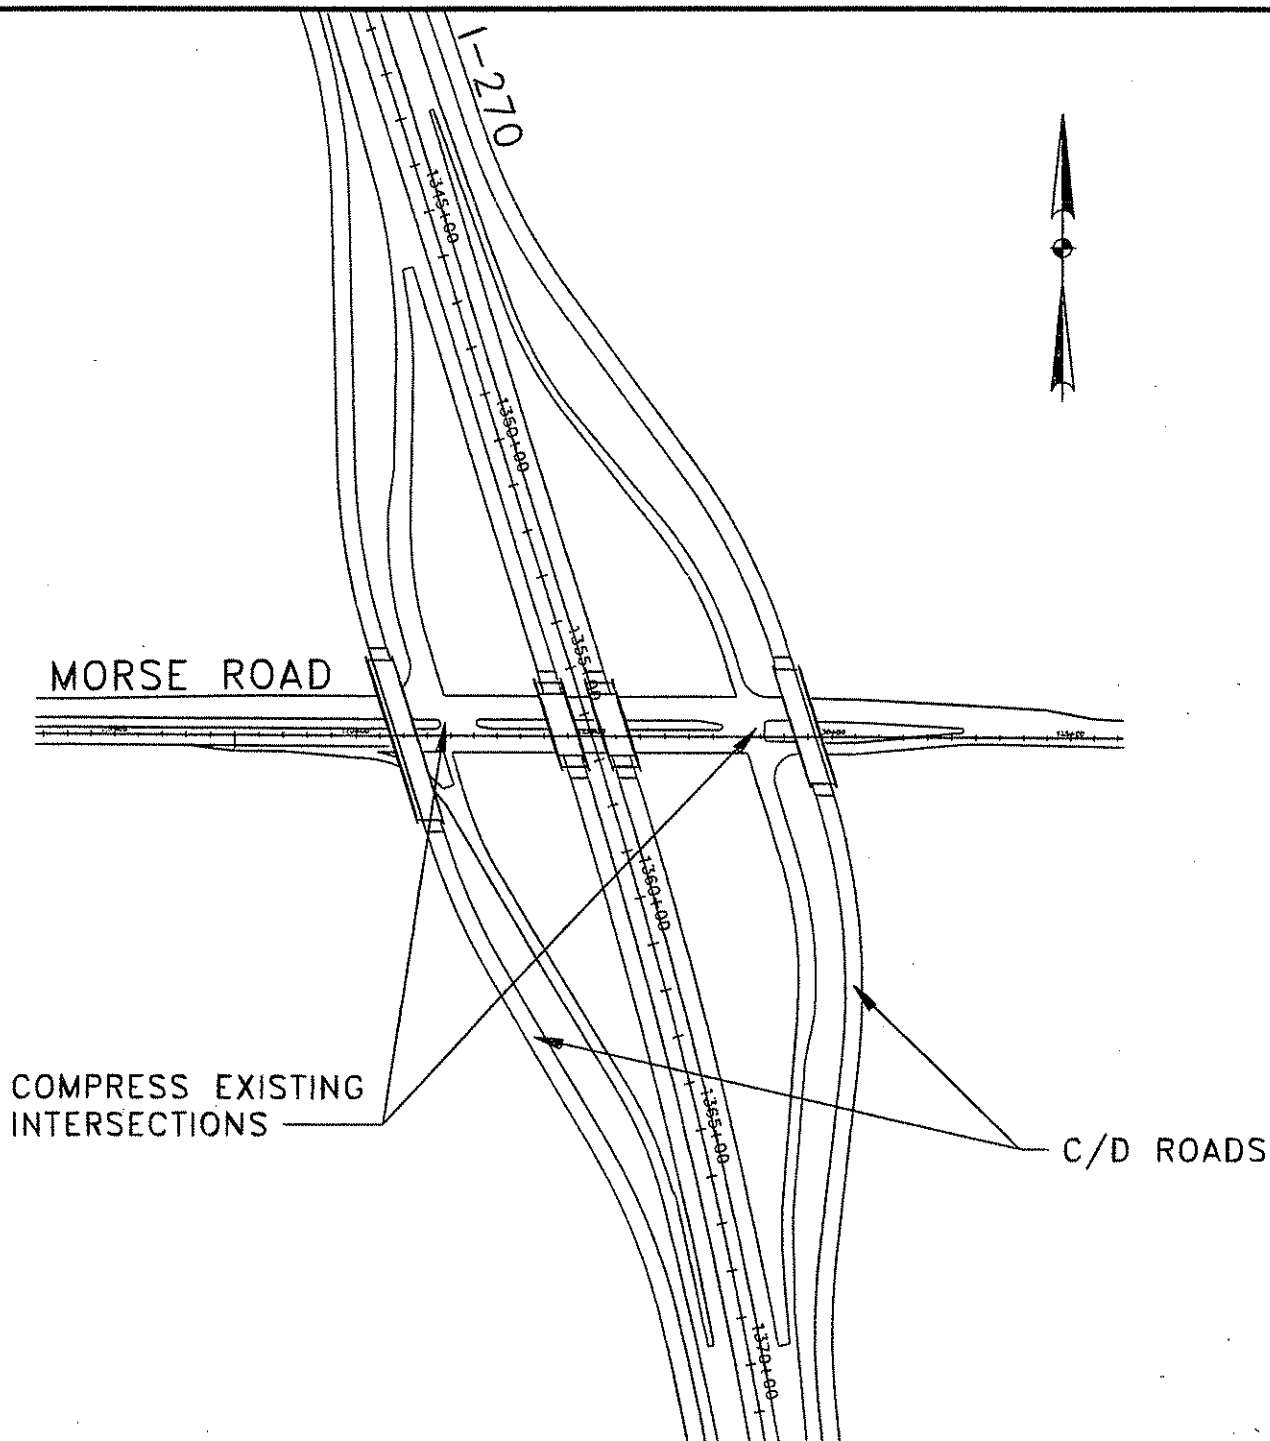 I-270
1345+00
1350+00
1355+00
MORSE ROAD
1360+00
COMPRESS EXISTING
INTERSECTIONS
1365+00
C/D ROADS
1370+00